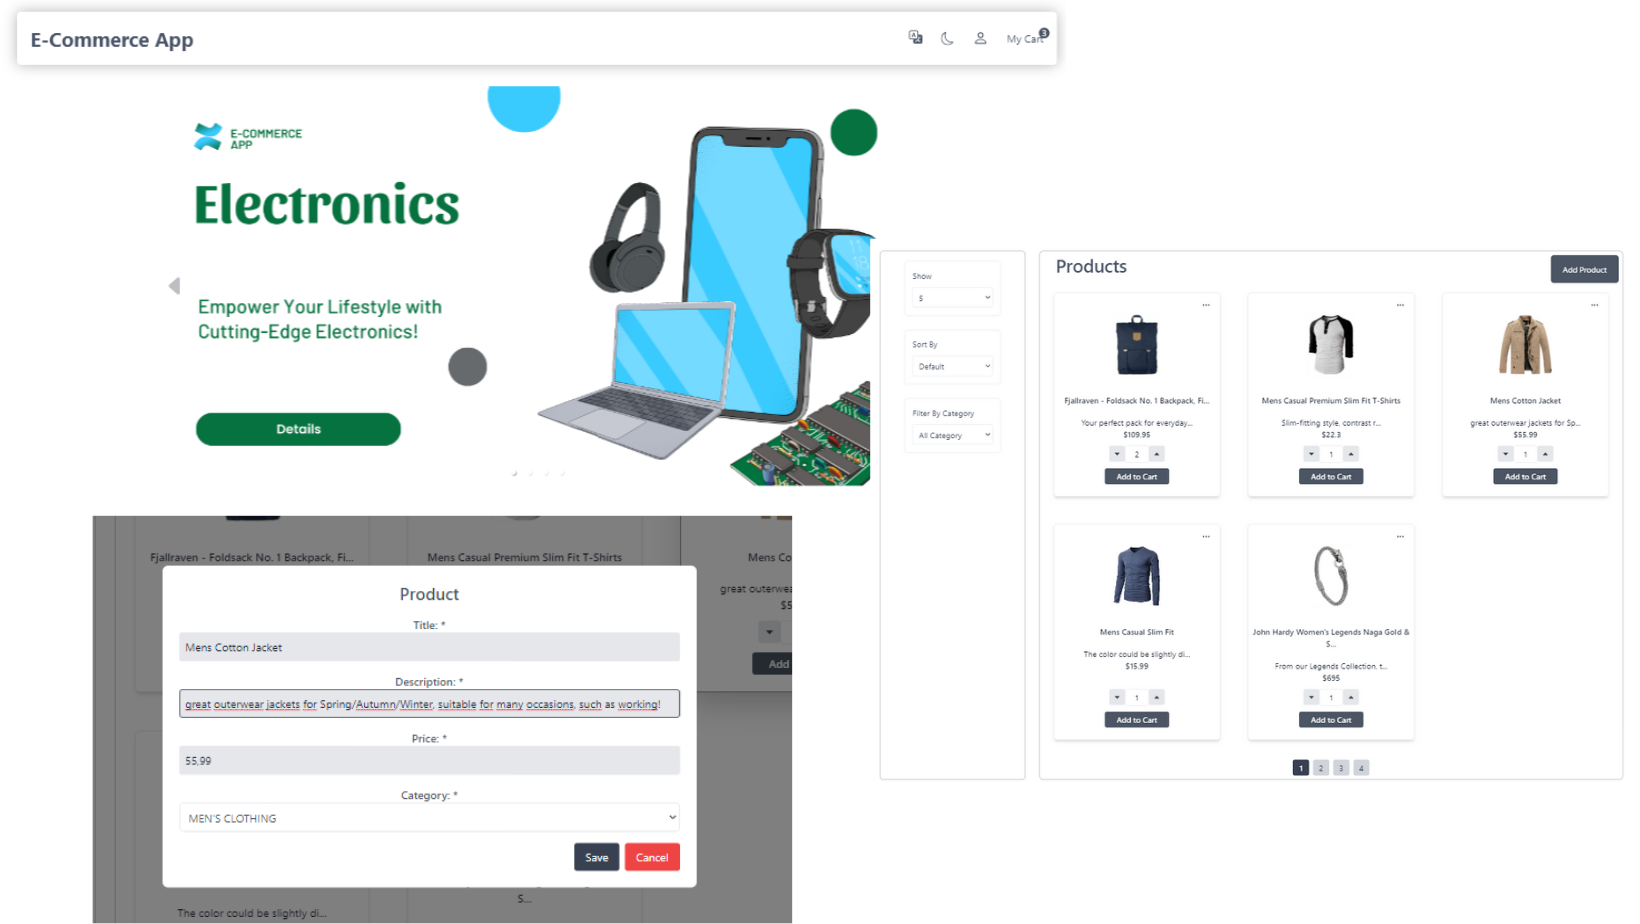 E-Commerce App
My Cart
3
E-COMMERCE
APP
Electronics
Empower Your Lifestyle with
Cutting-Edge Electronics!
Details
Show
5
Sort By
Default
Filter By Category
All Category
Products
Add Product
Fjallraven - Foldsack No. 1 Backpack, Fi...
Your perfect pack for everyday...
$109.95
2
Add to Cart
Mens Casual Premium Slim Fit T-Shirts
Slim-fitting style, contrast r...
$22.3
1
Add to Cart
Mens Cotton Jacket
great outerwear jackets for Sp...
$55.99
1
Add to Cart
Mens Casual Slim Fit
The color could be slightly di...
$15.99
1
Add to Cart
John Hardy Women's Legends Naga Gold &
S...
From our Legends Collection, t...
$695
1
Add to Cart
1 2 3 4
Fjallraven - Foldsack No. 1 Backpack, Fi...
Mens Casual Premium Slim Fit T-Shirts
Mens Co
great outerwea
$5
Add
Product
Title: *
Mens Cotton Jacket
Description: *
great outerwear jackets for Spring/Autumn/Winter, suitable for many occasions, such as working!
Price: *
55,99
Category: *
MEN'S CLOTHING
Save
Cancel
S...
The color could be slightly di...